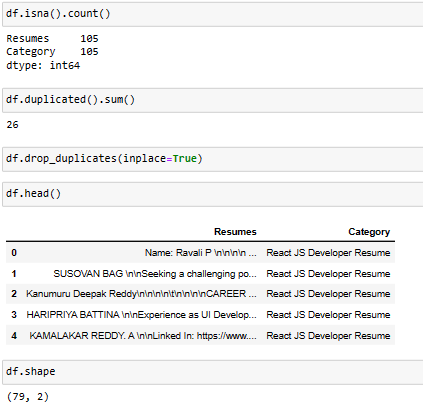 df.isna().count()
Resumes     105
Category    105
dtype: int64
df.duplicated().sum()
26
df.drop_duplicates(inplace=True)
df.head()
Resumes Category
0 Name: Ravali P \n\n\n\n ... React JS Developer Resume
1 SUSOVAN BAG \n\nSeeking a challenging po... React JS Developer Resume
2 Kanumuru Deepak Reddy\n\n\n\n\t\n\n\n\nCAREER ... React JS Developer Resume
3 HARIPRIYA BATTINA \n\nExperience as UI Develop... React JS Developer Resume
4 KAMALAKAR REDDY. A \n\nLinked In: https://www.... React JS Developer Resume
df.shape
(79, 2)